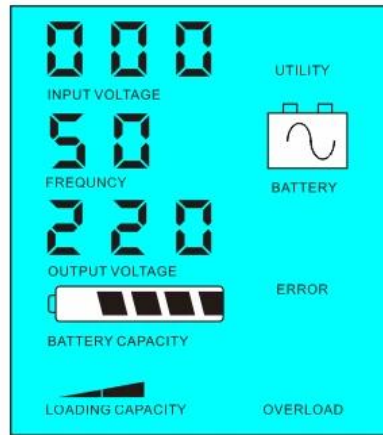 000
INPUT VOLTAGE
UTILITY
50
FREQUNCY
BATTERY
220
OUTPUT VOLTAGE
ERROR
BATTERY CAPACITY
LOADING CAPACITY
OVERLOAD